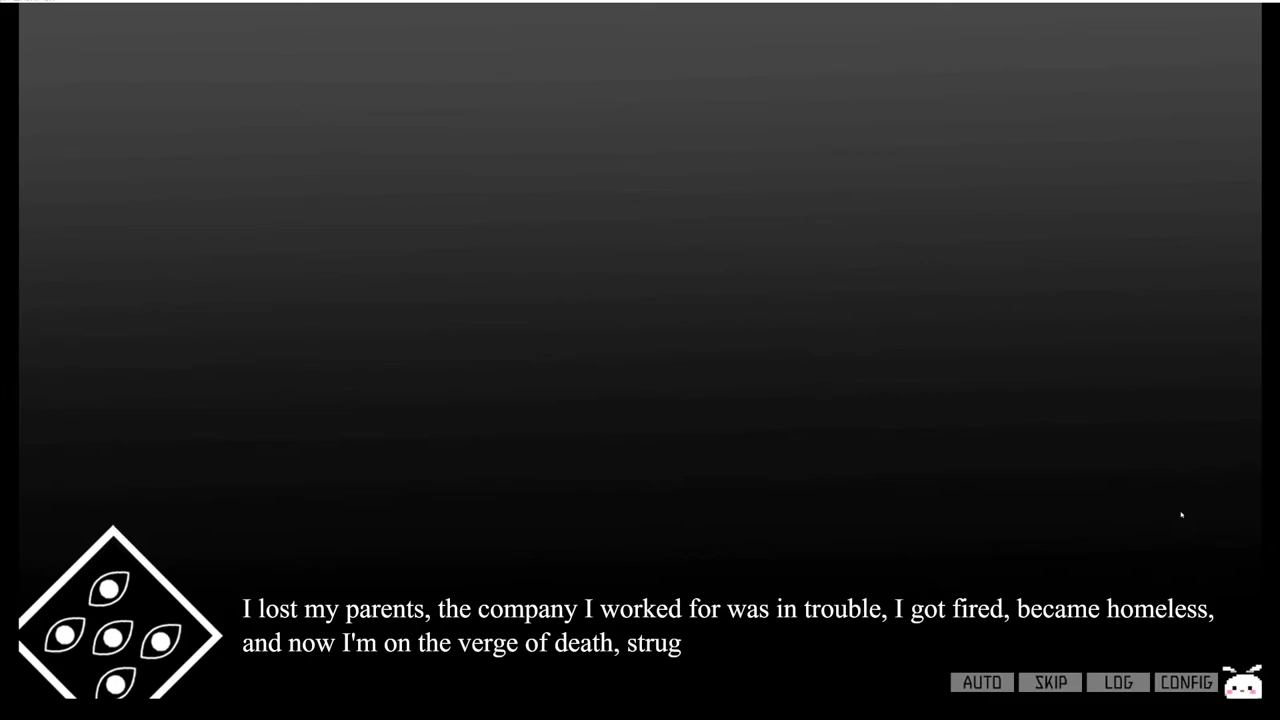 I lost my parents, the company I worked for was in trouble, I got fired, became homeless,
and now I'm on the verge of death, strug
AUTO SKIP LOG CONFIG